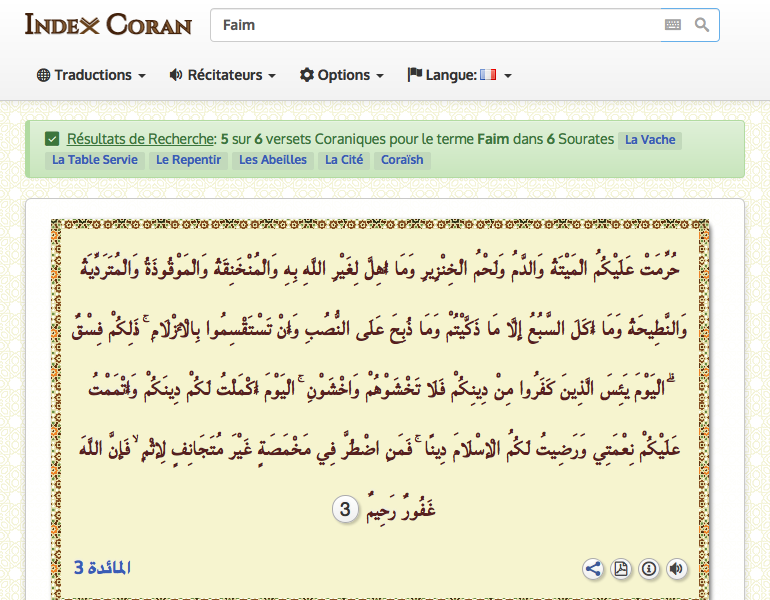 INDEX CORAN
Faim
Traductions
Récitateurs
Options
Langue:
Résultats de Recherche: 5 sur 6 versets Coraniques pour le terme Faim dans 6 Sourates La Vache
La Table Servie Le Repentir Les Abeilles La Cité Coraïsh
حُرِّمَتْ عَلَيْكُمُ الْمَيْتَةُ وَالدَّمُ وَلَحْمُ الْخِنْزِيرِ وَمَا أُهِلَّ لِغَيْرِ اللَّهِ بِهِ وَالْمُنْخَنِقَةُ وَالْمَوْقُوذَةُ وَالْمُتَرَدِّيَةُ
وَالنَّطِيحَةُ وَمَا أَكَلَ السَّبُعُ إِلَّا مَا ذَكَّيْتُمْ وَمَا ذُبِحَ عَلَى النُّصُبِ وَأَنْ تَسْتَقْسِمُوا بِالْأَزْلَامِ ۚ ذَلِكُمْ فِسْقٌ
ۗ الْيَوْمَ يَئِسَ الَّذِينَ كَفَرُوا مِنْ دِينِكُمْ فَلَا تَخْشَوْهُمْ وَاخْشَوْنِ ۚ الْيَوْمَ أَكْمَلْتُ لَكُمْ دِينَكُمْ وَأَتْمَمْتُ
عَلَيْكُمْ نِعْمَتِي وَرَضِيتُ لَكُمُ الْإِسْلَامَ دِينًا ۚ فَمَنِ اضْطُرَّ فِي مَخْمَصَةٍ غَيْرَ مُتَجَانِفٍ لِإِثْمٍ ۙ فَإِنَّ اللَّهَ
غَفُورٌ رَحِيمٌ 3
المائدة 3